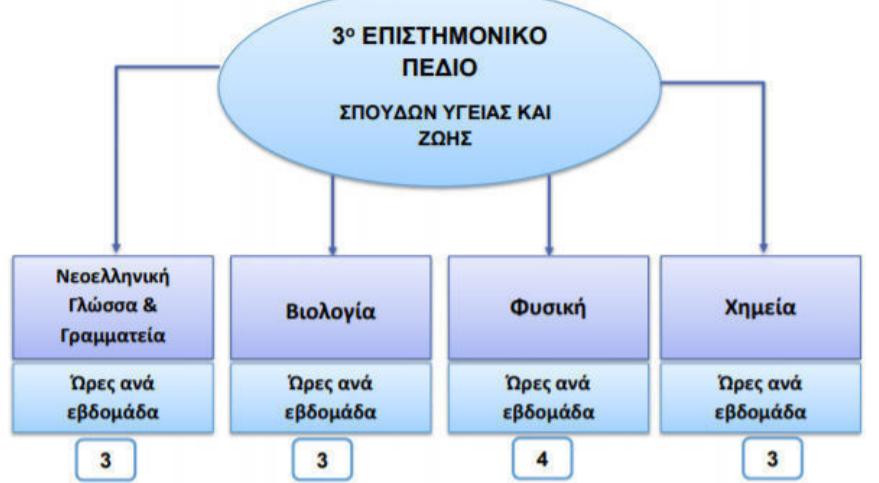 3ο ΕΠΙΣΤΗΜΟΝΙΚΟ
ΠΕΔΙΟ
ΣΠΟΥΔΩΝ ΥΓΕΙΑΣ ΚΑΙ
ΖΩΗΣ
Νεοελληνική
Γλώσσα &
Γραμματεία
Βιολογία
Φυσική
Χημεία
Ώρες ανά
εβδομάδα
Ώρες ανά
εβδομάδα
Ώρες ανά
εβδομάδα
Ώρες ανά
εβδομάδα
3
3
4
3